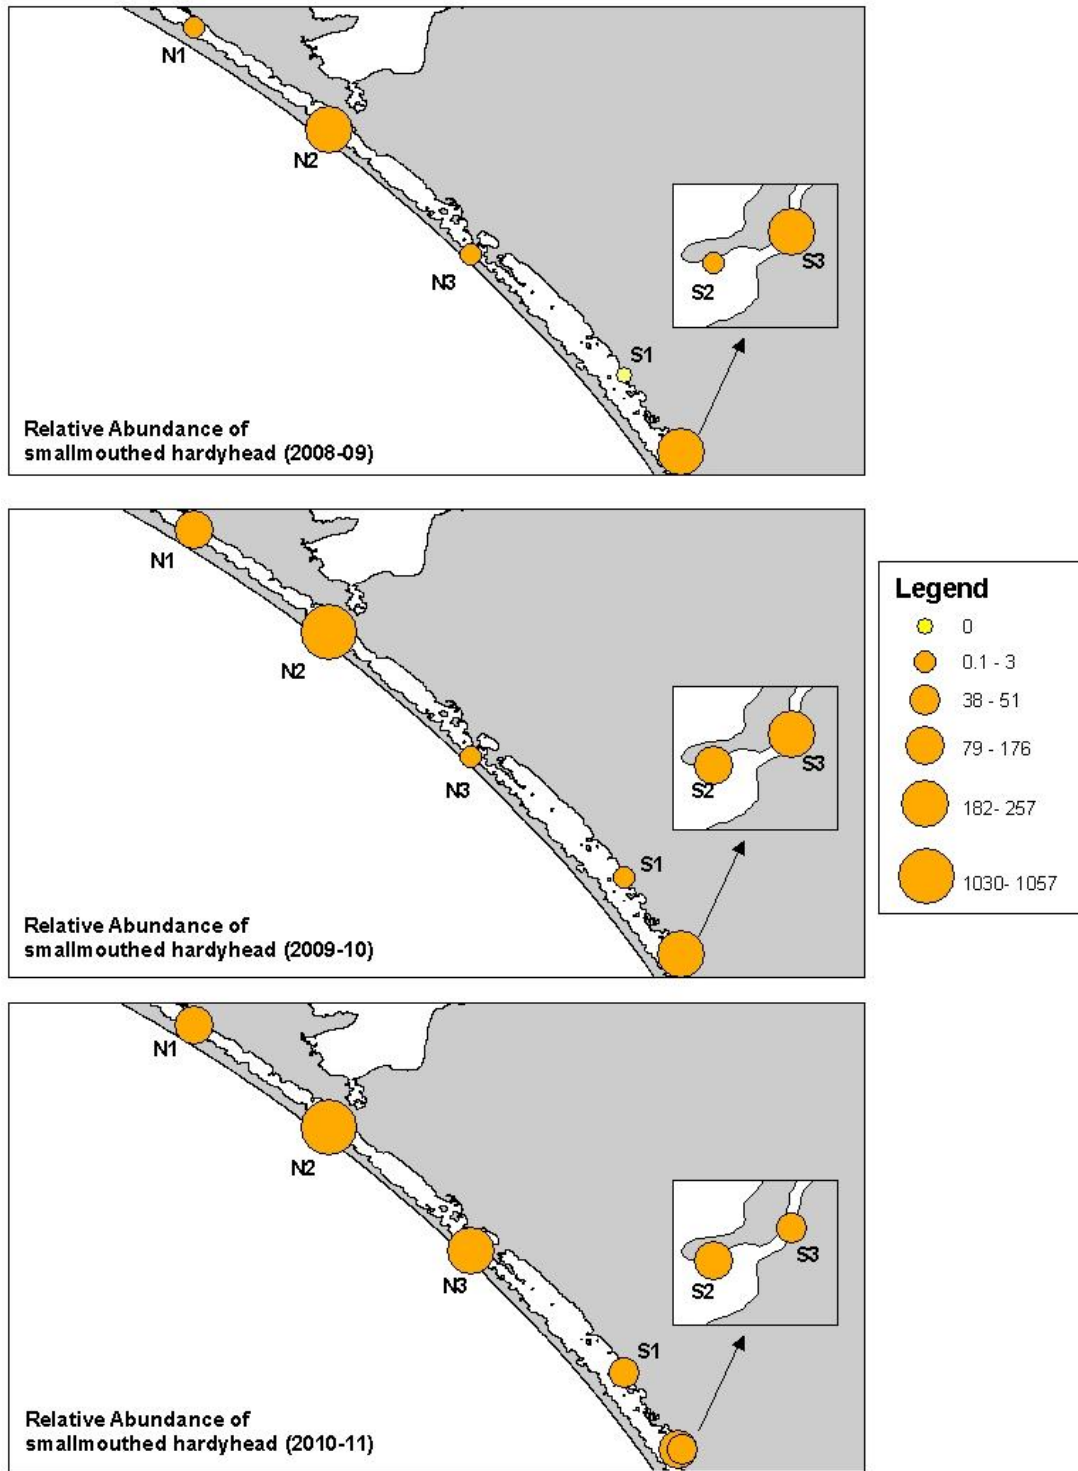 N1
N2
N3
S1
S2
S3
Relative Abundance of
smallmouthed hardyhead (2008-09)
N1
N2
N3
S1
S2
S3
Relative Abundance of
smallmouthed hardyhead (2009-10)
Legend
0
0.1 - 3
38 - 51
79 - 176
182- 257
1030- 1057
N1
N2
N3
S1
S2
S3
Relative Abundance of
smallmouthed hardyhead (2010-11)